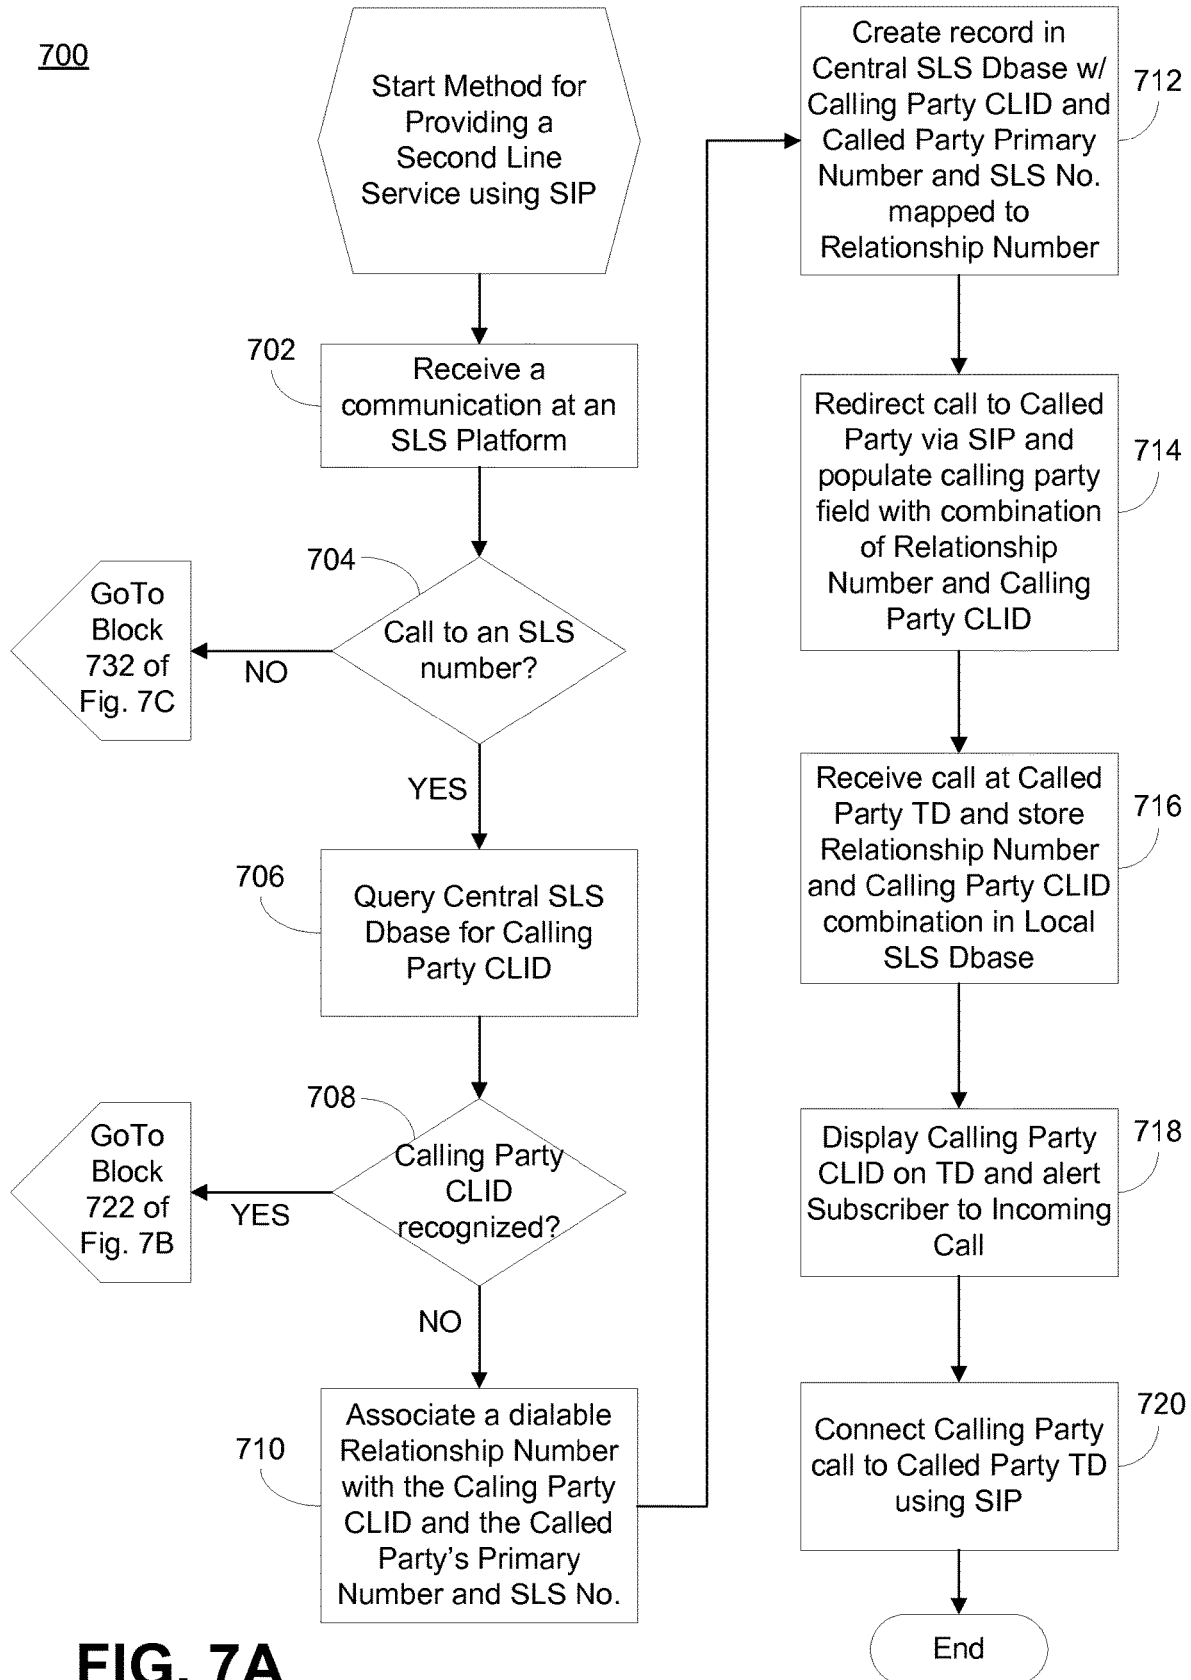 700
Start Method for
Providing a
Second Line
Service using SIP
702
Receive a
communication at an
SLS Platform
704
Call to an SLS
number?
NO
GoTo
Block
732 of
Fig. 7C
YES
706
Query Central SLS
Dbase for Calling
Party CLID
708
Calling Party
CLID
recognized?
YES
GoTo
Block
722 of
Fig. 7B
NO
710
Associate a dialable
Relationship Number
with the Caling Party
CLID and the Called
Party's Primary
Number and SLS No.
712
Create record in
Central SLS Dbase w/
Calling Party CLID and
Called Party Primary
Number and SLS No.
mapped to
Relationship Number
714
Redirect call to Called
Party via SIP and
populate calling party
field with combination
of Relationship
Number and Calling
Party CLID
716
Receive call at Called
Party TD and store
Relationship Number
and Calling Party CLID
combination in Local
SLS Dbase
718
Display Calling Party
CLID on TD and alert
Subscriber to Incoming
Call
720
Connect Calling Party
call to Called Party TD
using SIP
End
FIG. 7A